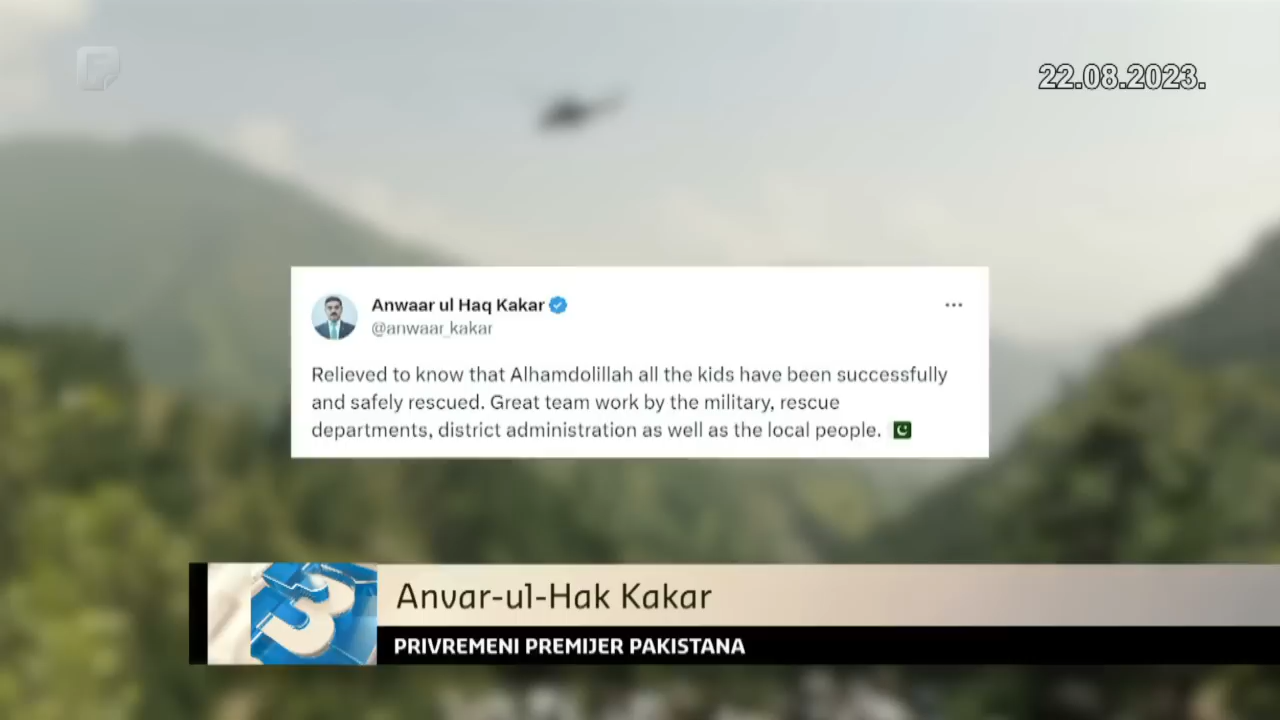 22.08.2023.
Anwaar ul Haq Kakar
@anwaar_kakar
Relieved to know that Alhamdolillah all the kids have been successfully
and safely rescued. Great team work by the military, rescue
departments, district administration as well as the local people. 🇵🇰
3
Anvar-ul-Hak Kakar
PRIVREMENI PREMIJER PAKISTANA